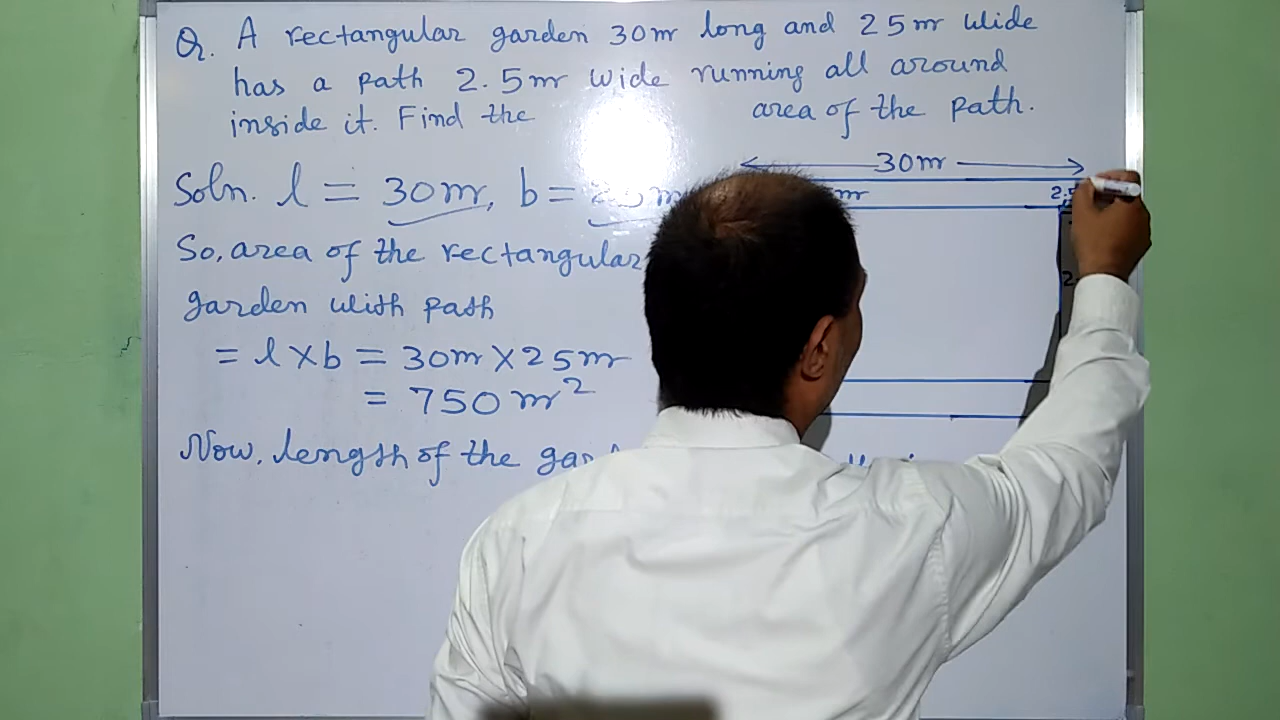 Q. A rectangular garden 30m long and 25m wide
has a path 2.5m wide running all around
inside it. Find the area of the path.
30m
Soln. l = 30m, b = m
m 2.5
So, area of the rectangular
garden with path
= l × b = 30m × 25m
= 750 m²
Now, length of the